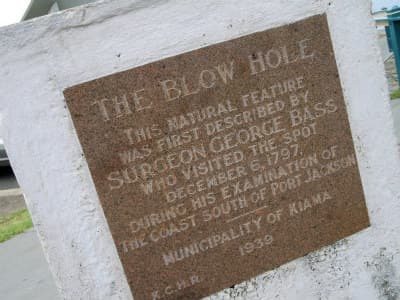 THE BLOW HOLE
THIS NATURAL FEATURE
WAS FIRST DESCRIBED BY
SURGEON GEORGE BASS
WHO VISITED THE SPOT
DECEMBER 6, 1797.
DURING HIS EXAMINATION OF
THE COAST SOUTH OF PORT JACKSON
MUNICIPALITY OF KIAMA
1939
R.C.H.R.